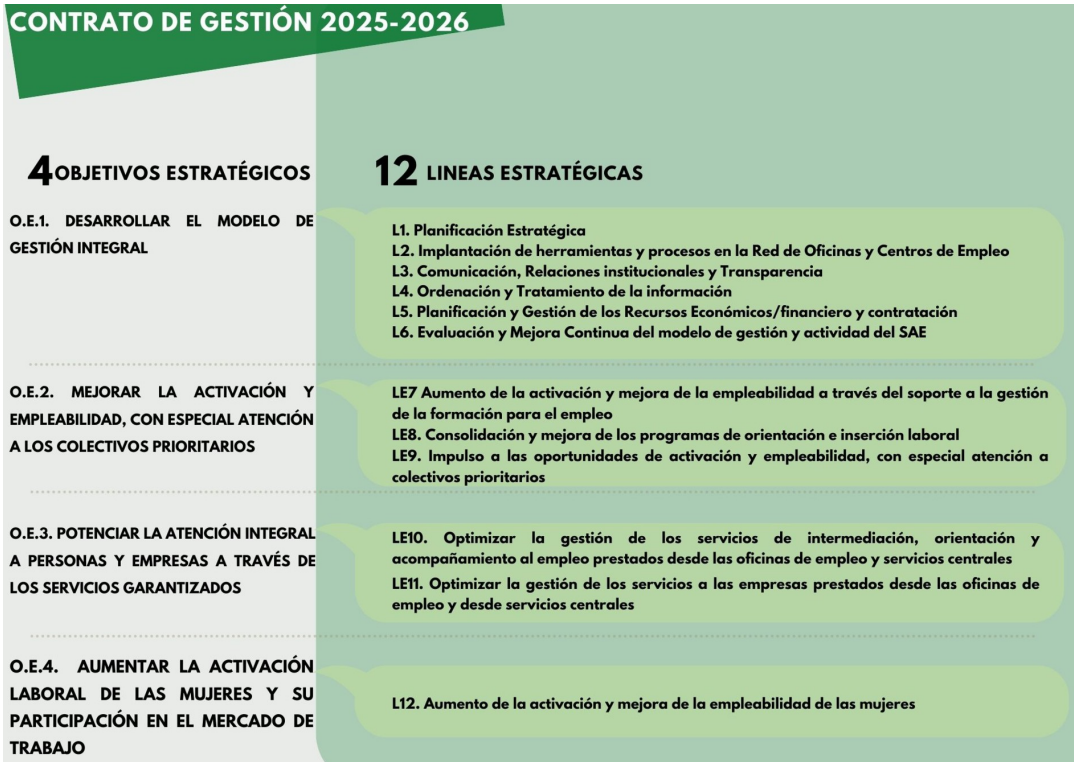 CONTRATO DE GESTIÓN 2025-2026
4 OBJETIVOS ESTRATÉGICOS
12 LINEAS ESTRATÉGICAS
O.E.1. DESARROLLAR EL MODELO DE
GESTIÓN INTEGRAL
L1. Planificación Estratégica
L2. Implantación de herramientas y procesos en la Red de Oficinas y Centros de Empleo
L3. Comunicación, Relaciones institucionales y Transparencia
L4. Ordenación y Tratamiento de la información
L5. Planificación y Gestión de los Recursos Económicos/financiero y contratación
L6. Evaluación y Mejora Continua del modelo de gestión y actividad del SAE
O.E.2. MEJORAR LA ACTIVACIÓN Y
EMPLEABILIDAD, CON ESPECIAL ATENCIÓN
A LOS COLECTIVOS PRIORITARIOS
LE7 Aumento de la activación y mejora de la empleabilidad a través del soporte a la gestión
de la formación para el empleo
LE8. Consolidación y mejora de los programas de orientación e inserción laboral
LE9. Impulso a las oportunidades de activación y empleabilidad, con especial atención a
colectivos prioritarios
O.E.3. POTENCIAR LA ATENCIÓN INTEGRAL
A PERSONAS Y EMPRESAS A TRAVÉS DE
LOS SERVICIOS GARANTIZADOS
LE10. Optimizar la gestión de los servicios de intermediación, orientación y
acompañamiento al empleo prestados desde las oficinas de empleo y servicios centrales
LE11. Optimizar la gestión de los servicios a las empresas prestados desde las oficinas de
empleo y desde servicios centrales
O.E.4. AUMENTAR LA ACTIVACIÓN
LABORAL DE LAS MUJERES Y SU
PARTICIPACIÓN EN EL MERCADO DE
TRABAJO
L12. Aumento de la activación y mejora de la empleabilidad de las mujeres